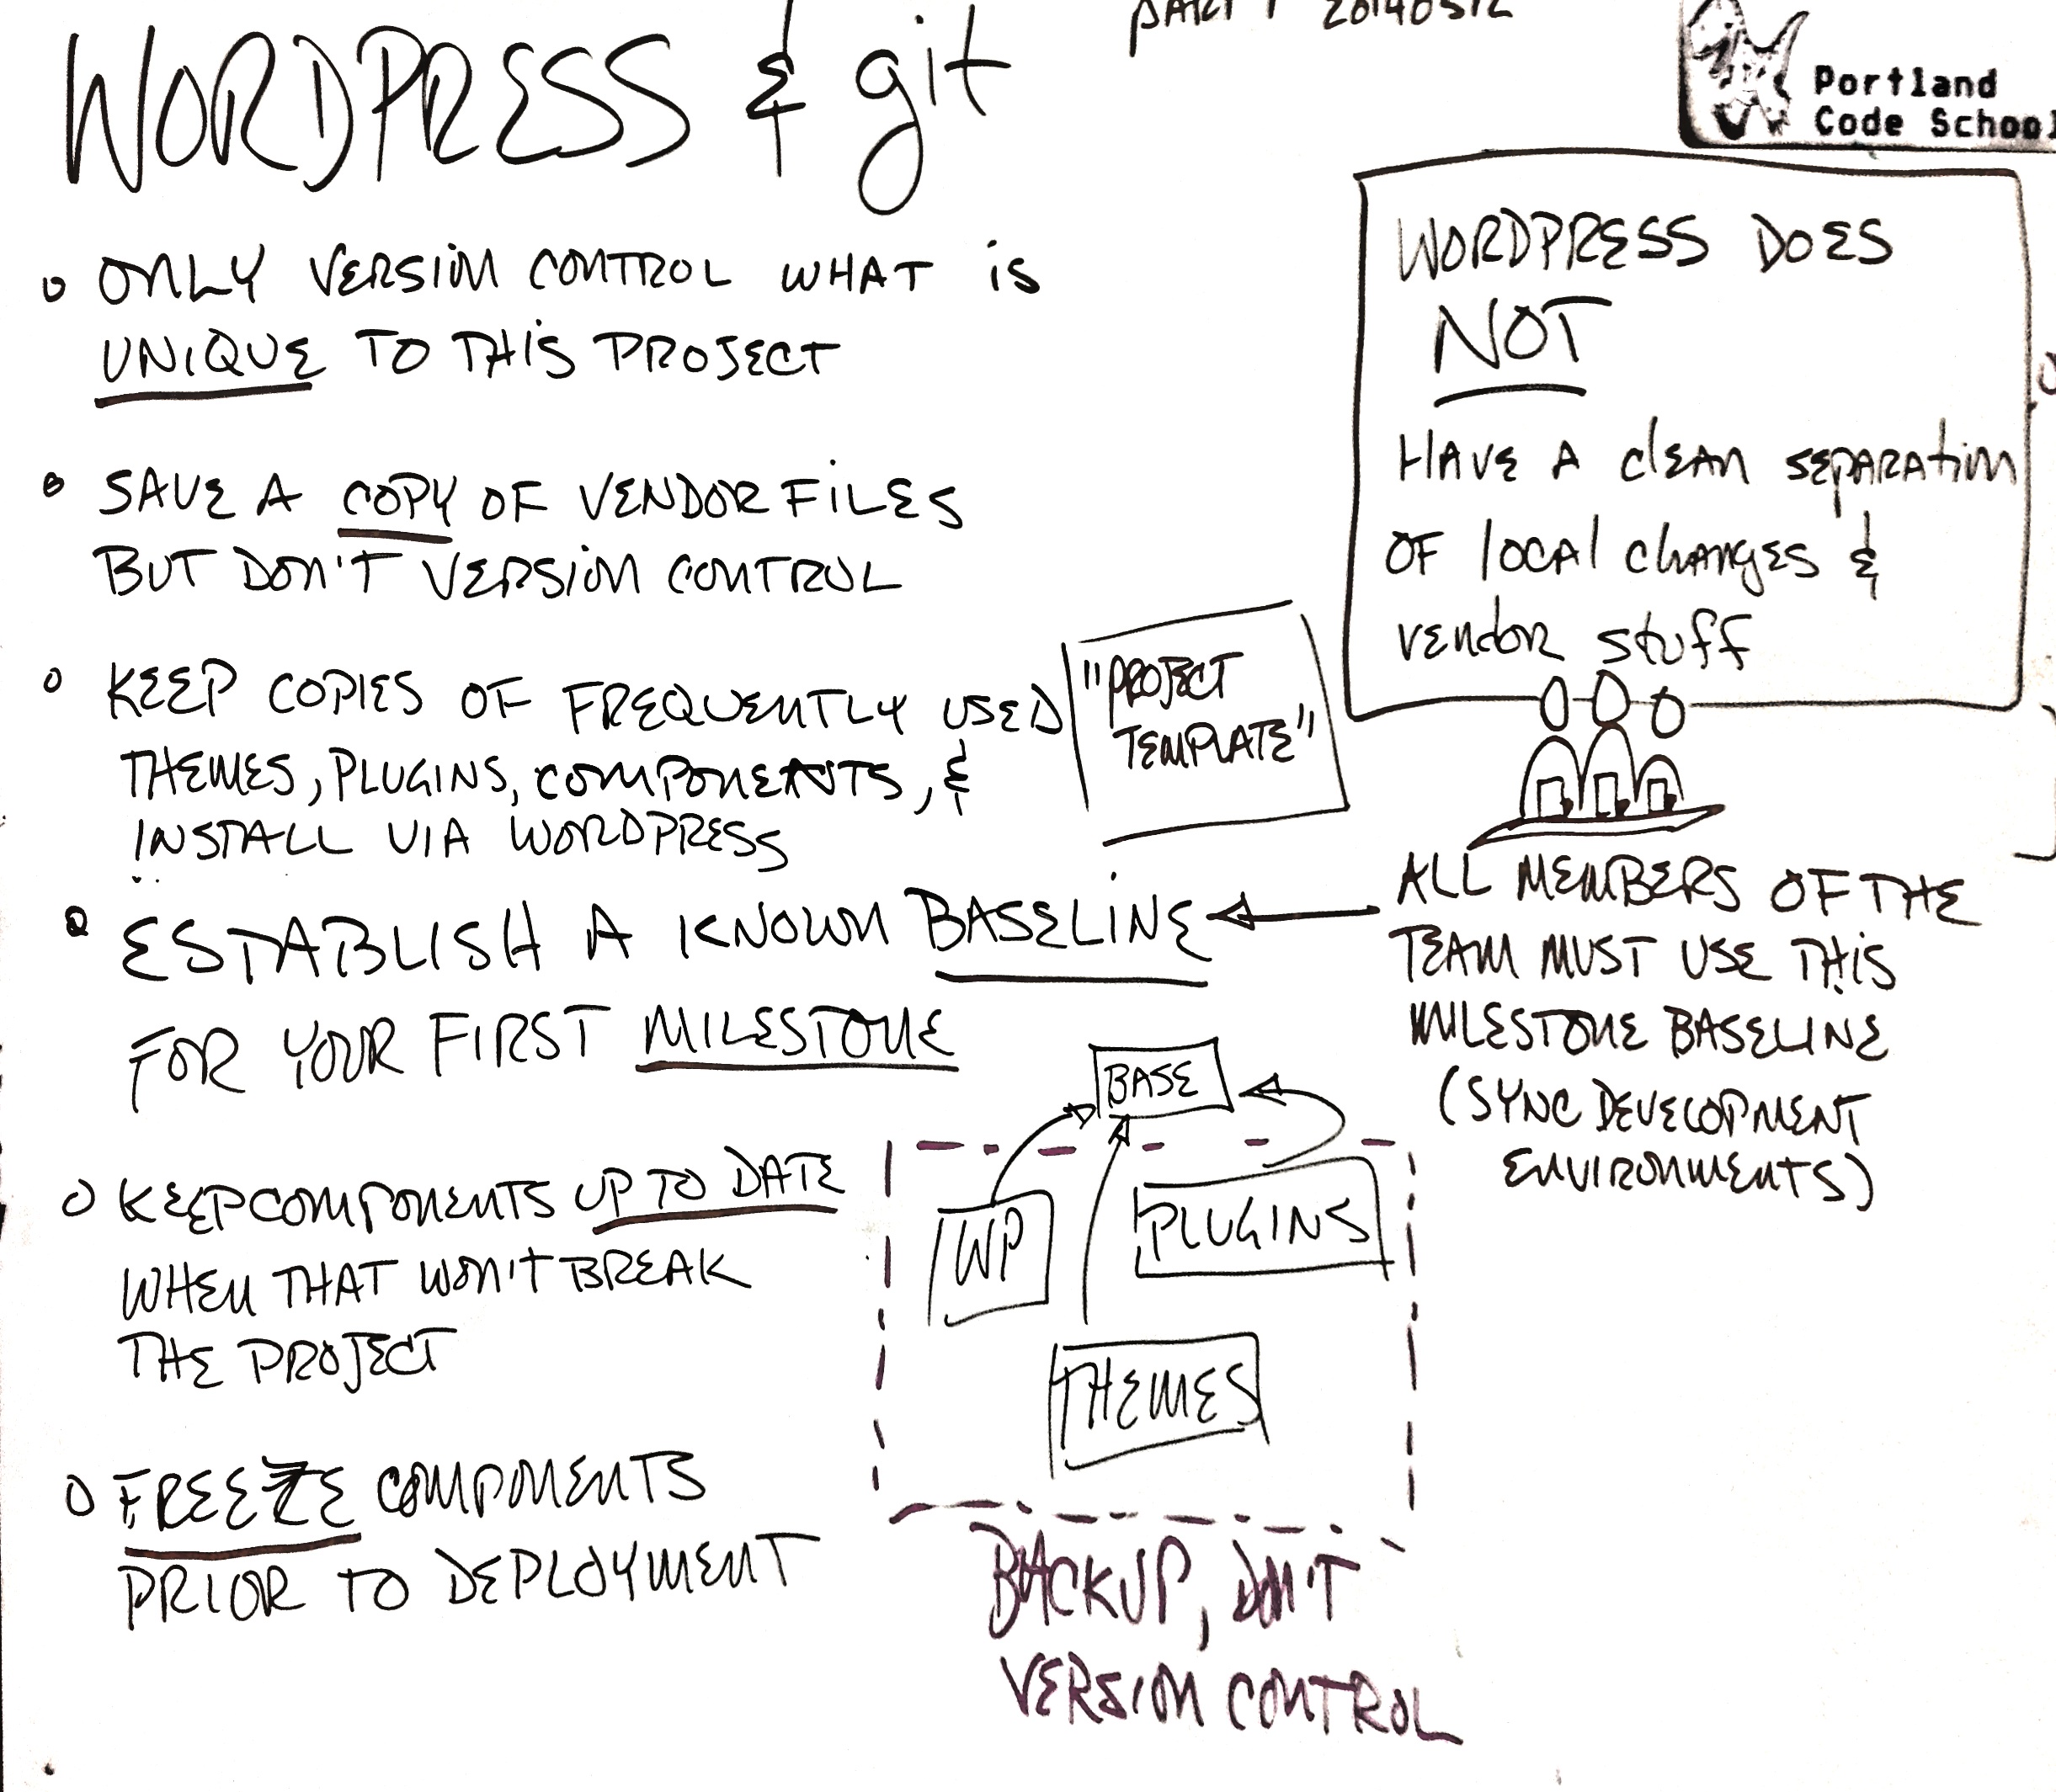 PART 1 20140512
WORDPRESS & git
Portland
Code School
O ONLY VERSION CONTROL WHAT is
UNIQUE TO THIS PROJECT
O SAVE A COPY OF VENDOR FILES
BUT DON'T VERSION CONTROL
O KEEP COPIES OF FREQUENTLY USED
THEMES, PLUGINS, COMPONENTS, &
INSTALL VIA WORDPRESS
"PROJECT
TEMPLATE"
O ESTABLISH A KNOWN BASELINE
FOR YOUR FIRST MILESTONE
O KEEP COMPONENTS UP TO DATE
WHEN THAT WON'T BREAK
THE PROJECT
O FREEZE COMPONENTS
PRIOR TO DEPLOYMENT
WORDPRESS DOES
NOT
HAVE A clEAN SEPARATION
OF local changes &
vendor stuff
ALL MEMBERS OF THE
TEAM MUST USE THIS
MILESTONE BASELINE
(SYNC DEVELOPMENT
ENVIRONMENTS)
BASE
WP
PLUGINS
THEMES
BACKUP, DON'T
VERSION CONTROL